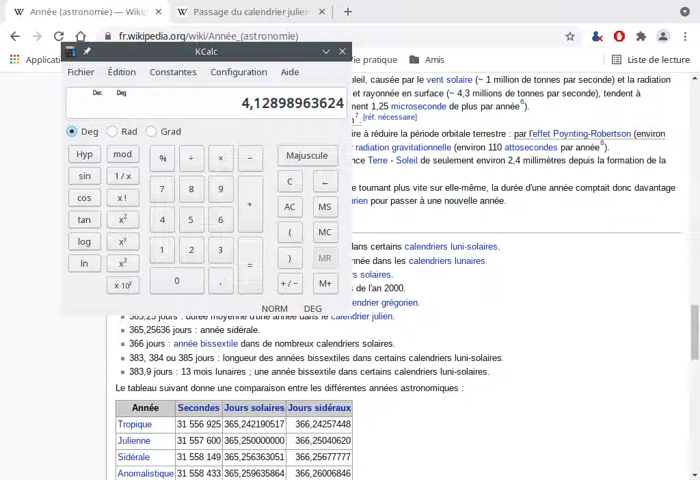 Année (astronomie) — Wikip
Passage du calendrier julien
fr.wikipedia.org/wiki/Année_(astronomie)
Applicati
KCalc
ie pratique
Amis
Liste de lecture
Fichier
Édition
Constantes
Configuration
Aide
Dec
Deg
4,12898963624
Deg
Rad
Grad
Hyp
mod
%
÷
×
−
Majuscule
sin
1 / x
7
8
9
+
C
←
cos
x !
AC
MS
tan
x²
4
5
6
(
MC
log
xʸ
1
2
3
=
)
MR
ln
x³
0
,
+ / −
M+
x·10ʸ
NORM
DEG
oleil, causée par le vent solaire (~ 1 million de tonnes par seconde) et la radiation
et rayonnée en surface (~ 4,3 millions de tonnes par seconde), tendent à
ment 1,25 microseconde de plus par année⁶).
⁷. [réf. nécessaire]
ire à réduire la période orbitale terrestre : par l'effet Poynting-Robertson (environ
radiation gravitationnelle (environ 110 attosecondes par année⁸).
nce Terre - Soleil de seulement environ 2,4 millimètres depuis la formation de la
e tournant plus vite sur elle-même, la durée d'une année comptait donc davantage
rien pour passer à une nouvelle année.
dans certains calendriers luni-solaires.
nnée dans les calendriers lunaires.
rs solaires.
s de l'an 2000.
endrier grégorien.
365,25 jours : durée moyenne d'une année dans le calendrier julien.
365,25636 jours : année sidérale.
366 jours : année bissextile dans de nombreux calendriers solaires.
383, 384 ou 385 jours : longueur des années bissextiles dans certains calendriers luni-solaires.
383,9 jours : 13 mois lunaires ; une année bissextile dans certains calendriers luni-solaires.
Le tableau suivant donne une comparaison entre les différentes années astronomiques :
Année Secondes Jours solaires Jours sidéraux
Tropique 31 556 925 365,242190517 366,24257448
Julienne 31 557 600 365,250000000 366,25040620
Sidérale 31 558 149 365,256363051 366,25677777
Anomalistique 31 558 433 365,259635864 366,26006846